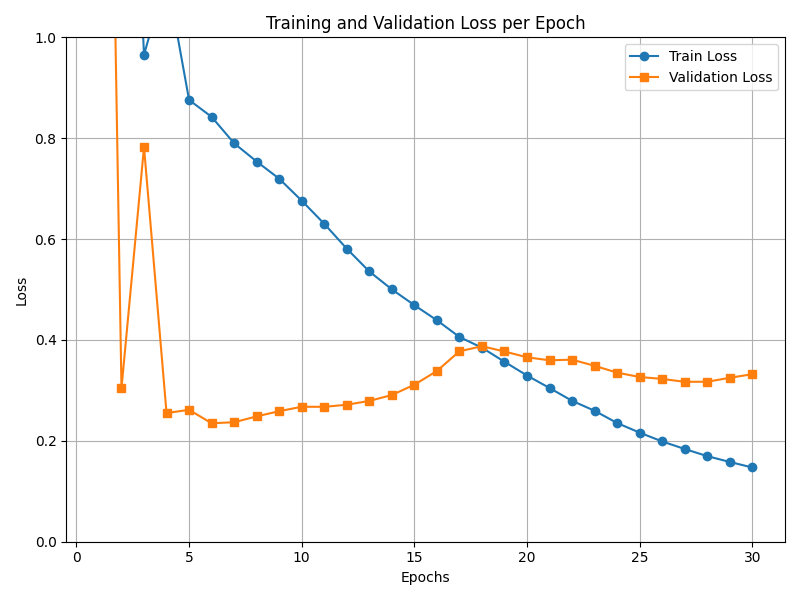 Training and Validation Loss per Epoch
Train Loss
Validation Loss
Loss
1.0
0.8
0.6
0.4
0.2
0.0
0 5 10 15 20 25 30
Epochs